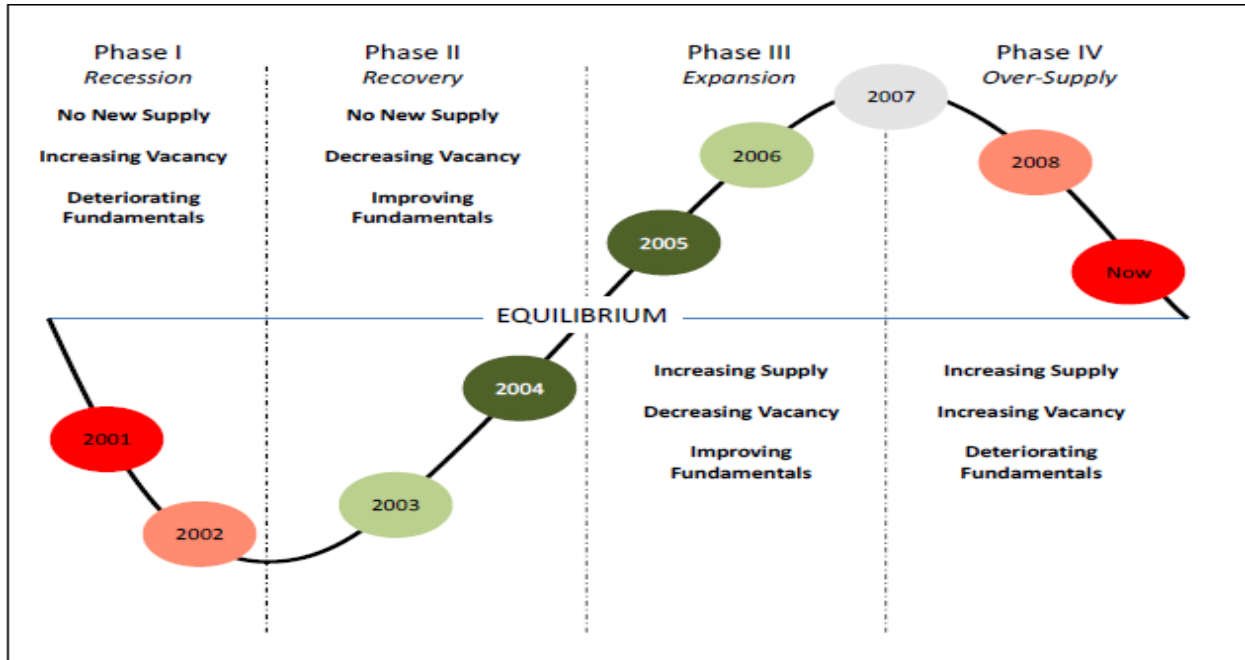 Phase I
Recession
No New Supply
Increasing Vacancy
Deteriorating
Fundamentals
Phase II
Recovery
No New Supply
Decreasing Vacancy
Improving
Fundamentals
Phase III
Expansion
Phase IV
Over-Supply
2007
2006
2008
2005
Now
EQUILIBRIUM
2004
2001
2003
2002
Increasing Supply
Decreasing Vacancy
Improving
Fundamentals
Increasing Supply
Increasing Vacancy
Deteriorating
Fundamentals